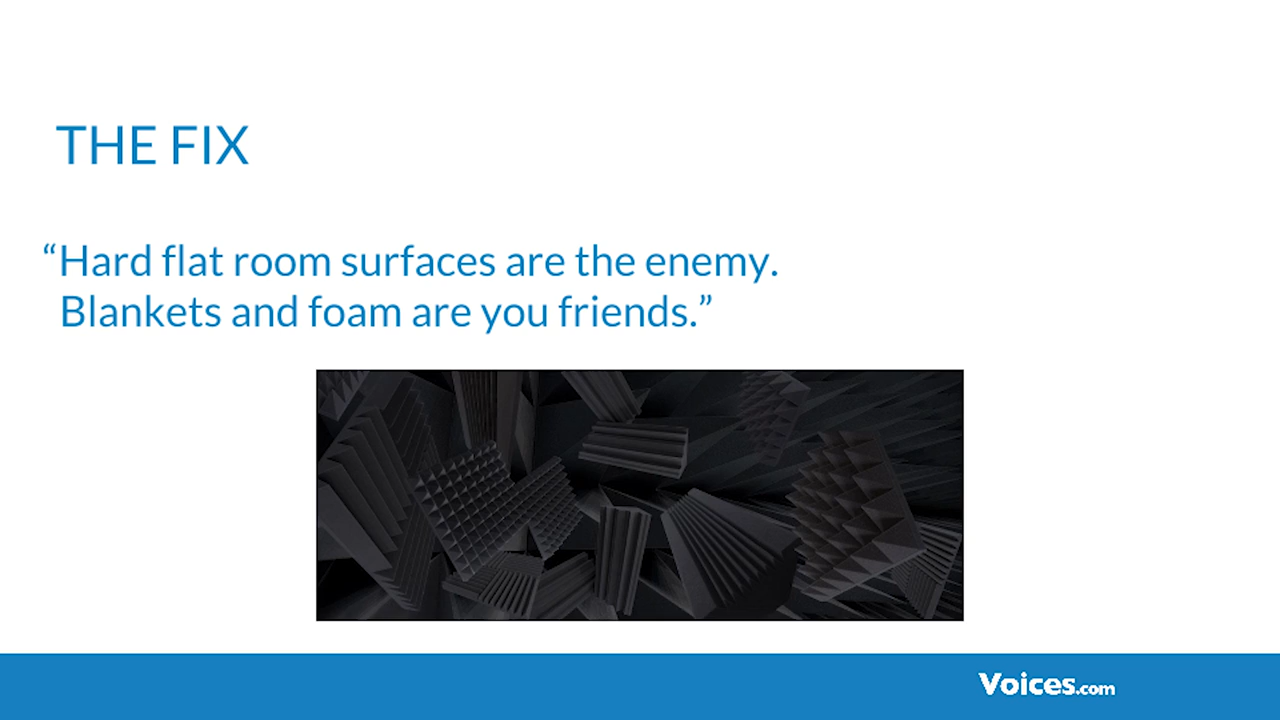 THE FIX
“Hard flat room surfaces are the enemy.
Blankets and foam are you friends.”
Voices.com